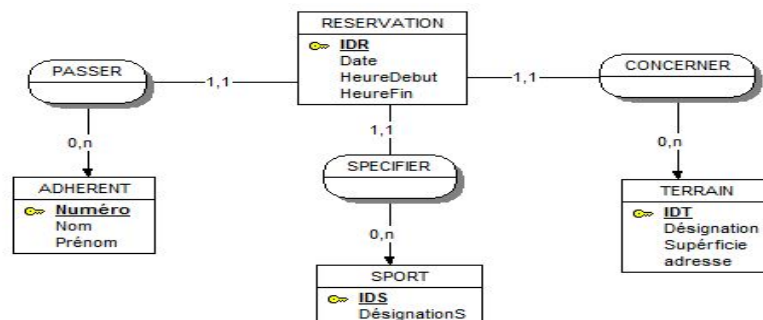 RESERVATION
IDR
Date
HeureDebut
HeureFin
PASSER
1,1
1,1
CONCERNER
1,1
0,n
SPECIFIER
0,n
ADHERENT
Numéro
Nom
Prénom
TERRAIN
IDT
Désignation
Supérficie
adresse
0,n
SPORT
IDS
DésignationS